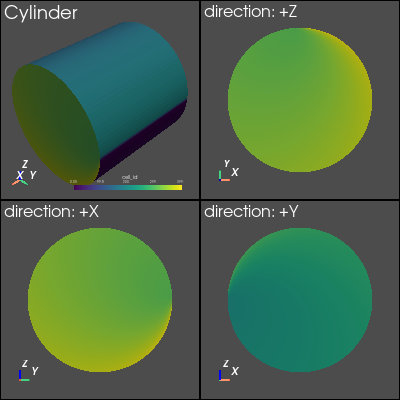 Cylinder
direction: +Z
Z
X Y
cell_id
Y
X
direction: +X
direction: +Y
Z
Y
Z
X